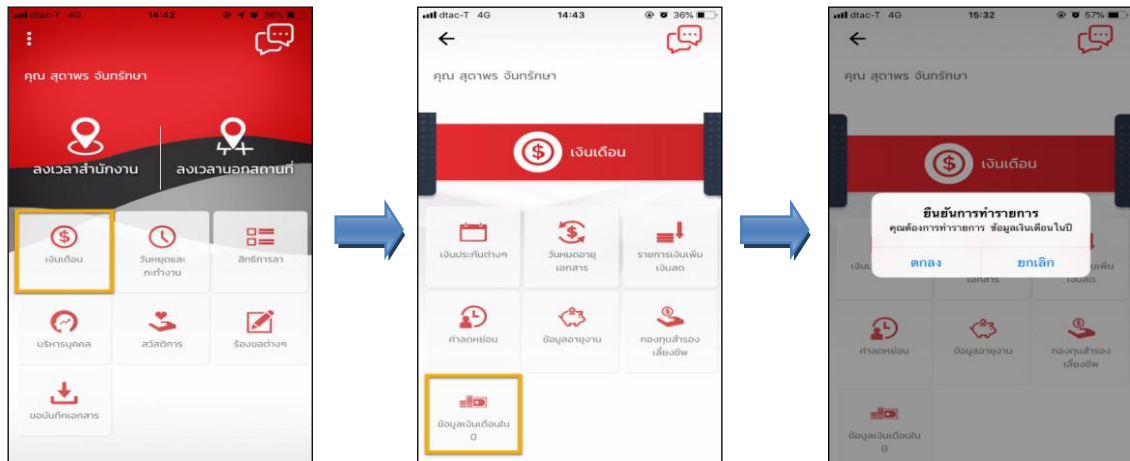 dtac-T 4G 14:42 36%
คุณ สุดาพร จันทรักษา
ลงเวลาสำนักงาน ลงเวลานอกสถานที่
เงินเดือน วันหยุดและ สิทธิการลา
กะทำงาน
บริหารบุคคล สวัสดิการ ร้องขอต่างๆ
ขอบันทึกเอกสาร
dtac-T 4G 14:43 36%
คุณ สุดาพร จันทรักษา
เงินเดือน
เงินประกันต่างๆ วันหมดอายุ รายการเงินเพิ่ม
เอกสาร เงินลด
ค่าลดหย่อน ข้อมูลอายุงาน กองทุนสำรอง
เลี้ยงชีพ
ข้อมูลเงินเดือนใน
ปี
dtac-T 4G 15:32 57%
คุณ สุดาพร จันทรักษา
เงินเดือน
ยืนยันการทำรายการ
คุณต้องการทำรายการ ข้อมูลเงินเดือนในปี
ตกลง ยกเลิก
เอกสาร เงินลด
ค่าลดหย่อน ข้อมูลอายุงาน กองทุนสำรอง
เลี้ยงชีพ
ข้อมูลเงินเดือนใน
ปี